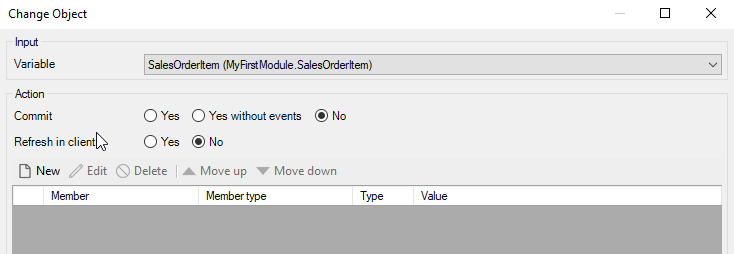 Change Object
Input
Variable SalesOrderItem (MyFirstModule.SalesOrderItem)
Action
Commit Yes Yes without events No
Refresh in client Yes No
New Edit Delete Move up Move down
Member Member type Type Value